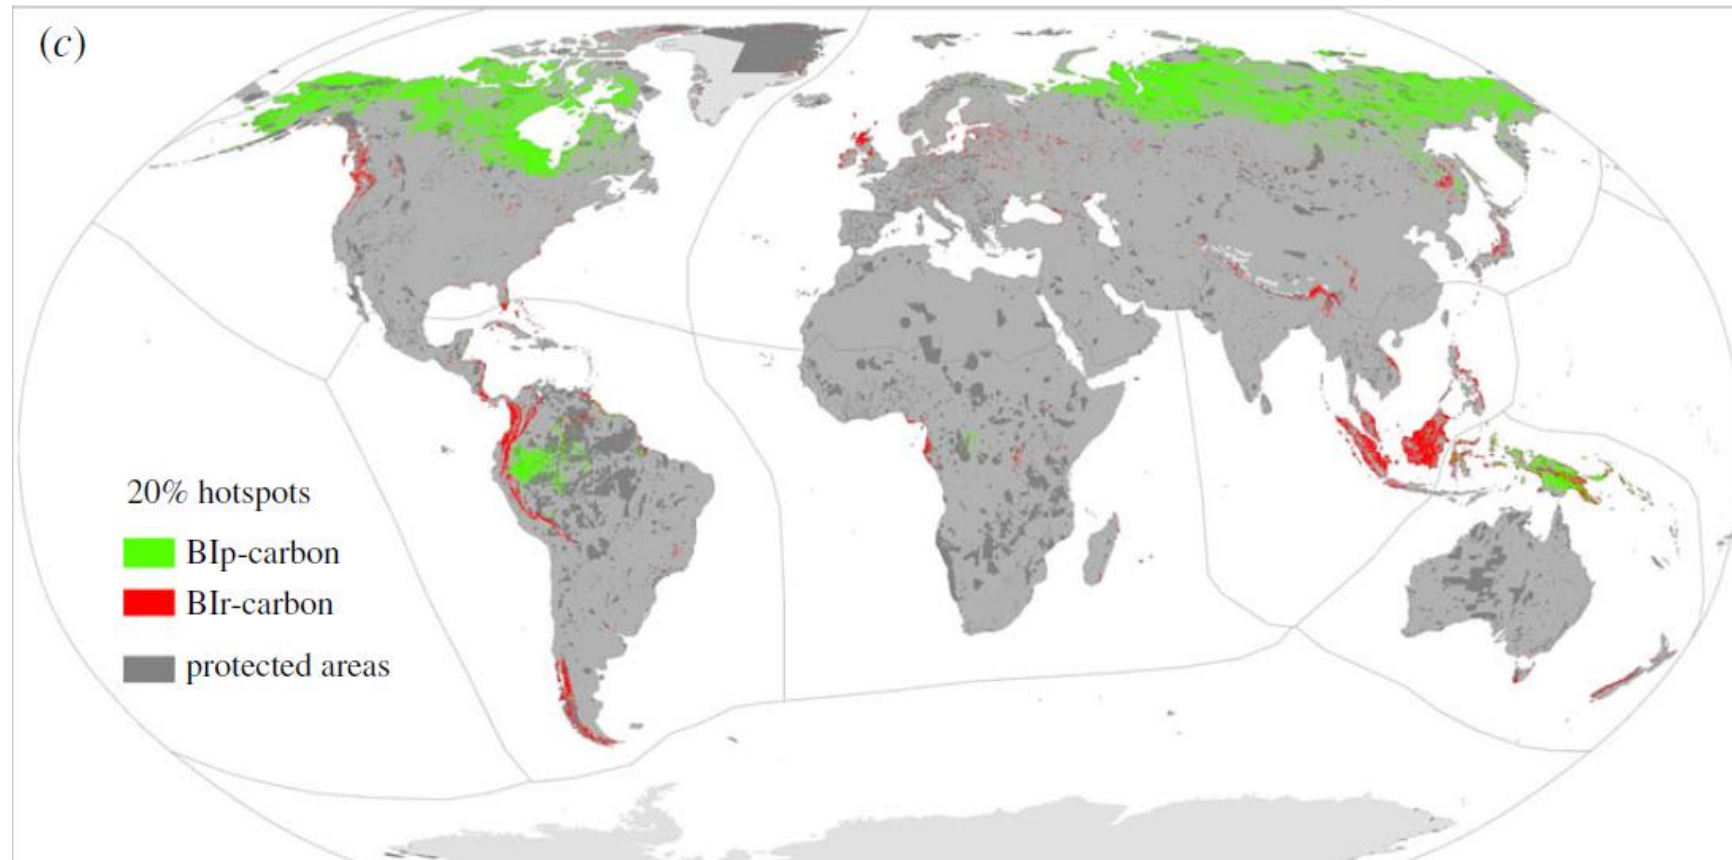 (c)
20% hotspots
BIp-carbon
BIr-carbon
protected areas